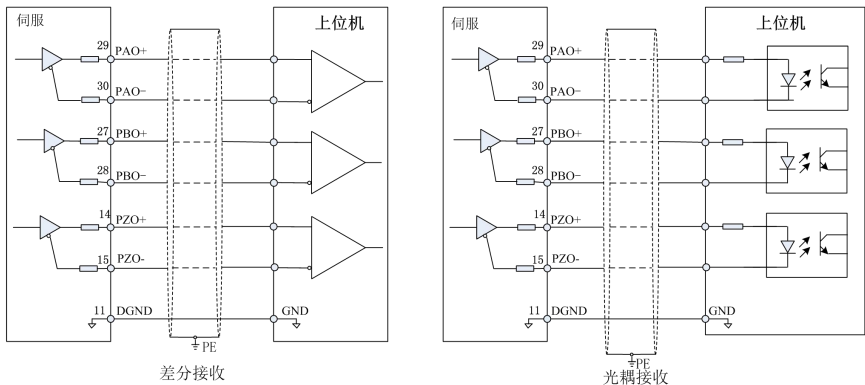 伺服
上位机
29 PAO+
30 PAO-
27 PBO+
28 PBO-
14 PZO+
15 PZO-
11 DGND
GND
PE
差分接收
伺服
上位机
29 PAO+
30 PAO-
27 PBO+
28 PBO-
14 PZO+
15 PZO-
11 DGND
GND
PE
光耦接收